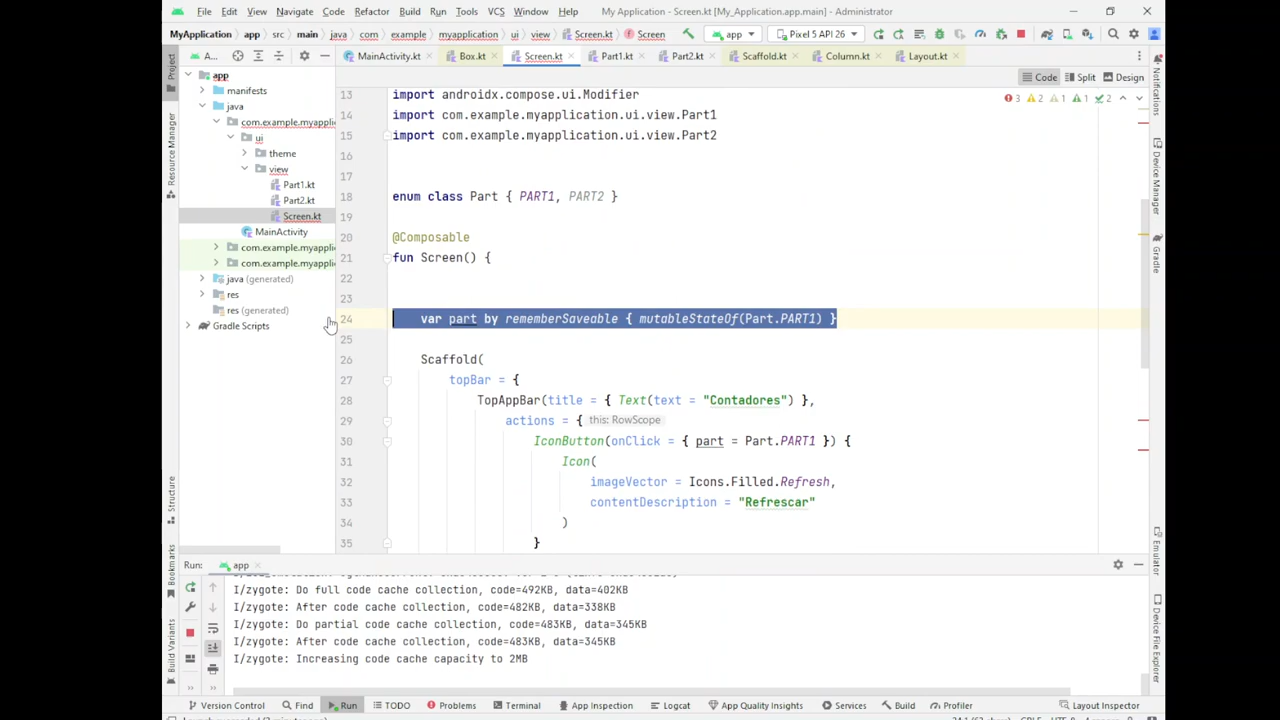 File Edit View Navigate Code Refactor Build Run Tools VCS Window Help My Application - Screen.kt [My_Application.app.main] - Administrator
MyApplication app src main java com example myapplication ui view Screen.kt Screen app Pixel 5 API 26
A... MainActivity.kt Box.kt Screen.kt Part1.kt Part2.kt Scaffold.kt Column.kt Layout.kt
Code Split Design
Project
Resource Manager
Structure
Bookmarks
Build Variants
app
manifests
java
com.example.myapplic
ui
theme
view
Part1.kt
Part2.kt
Screen.kt
MainActivity
com.example.myapplic
com.example.myapplic
java (generated)
res
res (generated)
Gradle Scripts
3 2 1 1 2
13 import androidx.compose.ui.Modifier
14 import com.example.myapplication.ui.view.Part1
15 import com.example.myapplication.ui.view.Part2
16
17
18 enum class Part { PART1, PART2 }
19
20 @Composable
21 fun Screen() {
22
23
24 var part by rememberSaveable { mutableStateOf(Part.PART1) }
25
26 Scaffold(
27 topBar = {
28 TopAppBar(title = { Text(text = "Contadores") },
29 actions = { this: RowScope
30 IconButton(onClick = { part = Part.PART1 }) {
31 Icon(
32 imageVector = Icons.Filled.Refresh,
33 contentDescription = "Refrescar"
34 )
35 }
Notifications
Device Manager
Gradle
Emulator
Device File Explorer
Run: app
I/zygote: Do full code cache collection, code=492KB, data=402KB
I/zygote: After code cache collection, code=482KB, data=338KB
I/zygote: Do partial code cache collection, code=483KB, data=345KB
I/zygote: After code cache collection, code=483KB, data=345KB
I/zygote: Increasing code cache capacity to 2MB
Version Control Find Run TODO Problems Terminal App Inspection Logcat App Quality Insights Services Build Profiler Layout Inspector